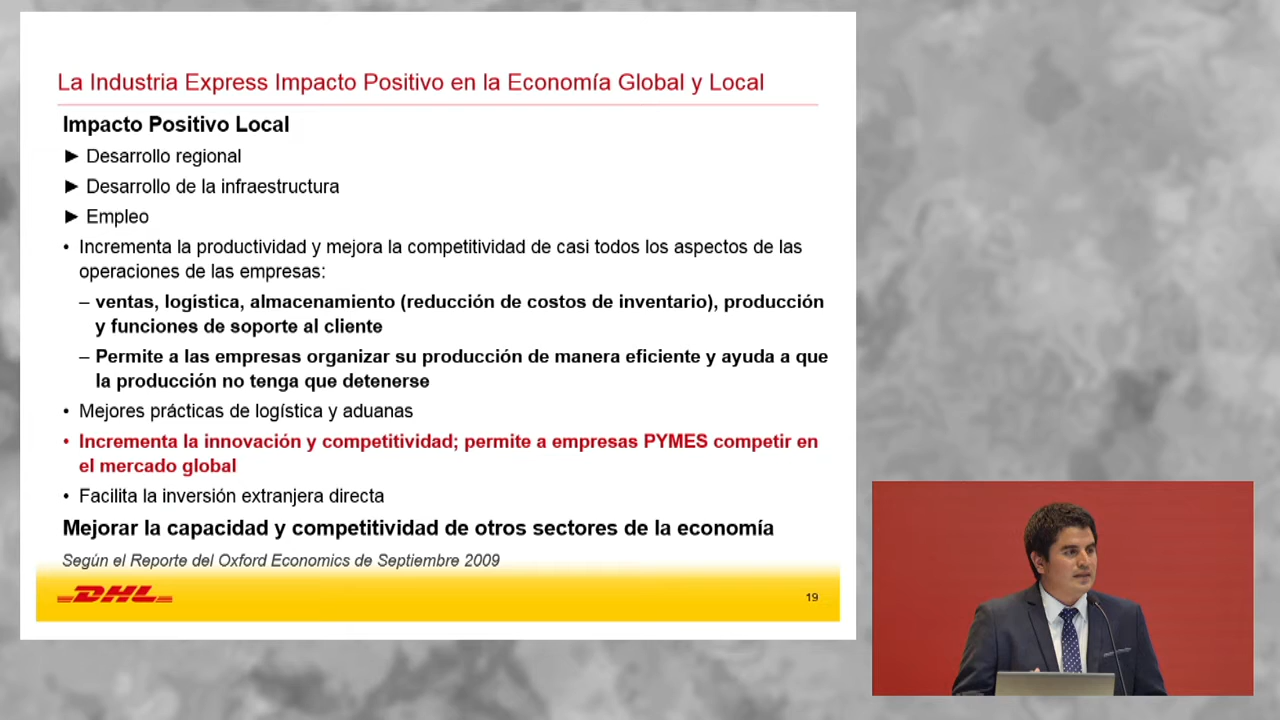 La Industria Express Impacto Positivo en la Economía Global y Local
Impacto Positivo Local
► Desarrollo regional
► Desarrollo de la infraestructura
► Empleo
• Incrementa la productividad y mejora la competitividad de casi todos los aspectos de las
operaciones de las empresas:
– ventas, logística, almacenamiento (reducción de costos de inventario), producción
y funciones de soporte al cliente
– Permite a las empresas organizar su producción de manera eficiente y ayuda a que
la producción no tenga que detenerse
• Mejores prácticas de logística y aduanas
• Incrementa la innovación y competitividad; permite a empresas PYMES competir en
el mercado global
• Facilita la inversión extranjera directa
Mejorar la capacidad y competitividad de otros sectores de la economía
Según el Reporte del Oxford Economics de Septiembre 2009
DHL
19